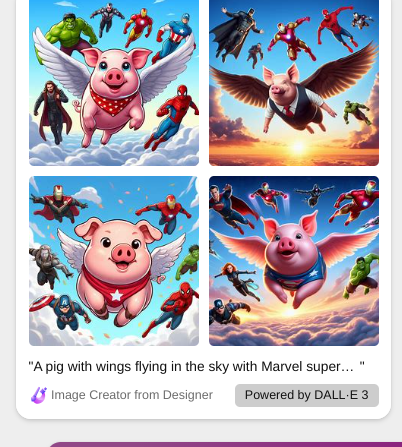 "A pig with wings flying in the sky with Marvel super… "
Image Creator from Designer
Powered by DALL·E 3